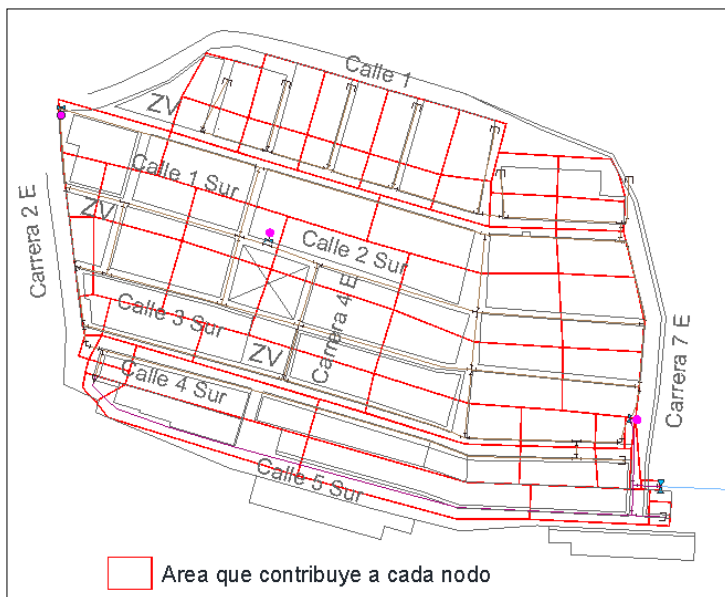 Calle 1
ZV
Calle 1 Sur
ZV
Calle 2 Sur
Carrera 2 E
Calle 3 Sur
Carrera 4 E
ZV
Calle 4 Sur
Carrera 7 E
Calle 5 Sur
Area que contribuye a cada nodo